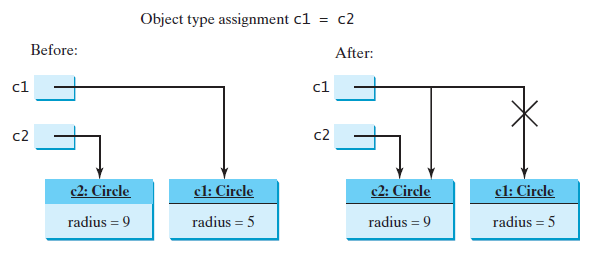 Object type assignment c1 = c2
Before:
c1
c2
c2: Circle
radius = 9
c1: Circle
radius = 5
After:
c1
c2
c2: Circle
radius = 9
c1: Circle
radius = 5